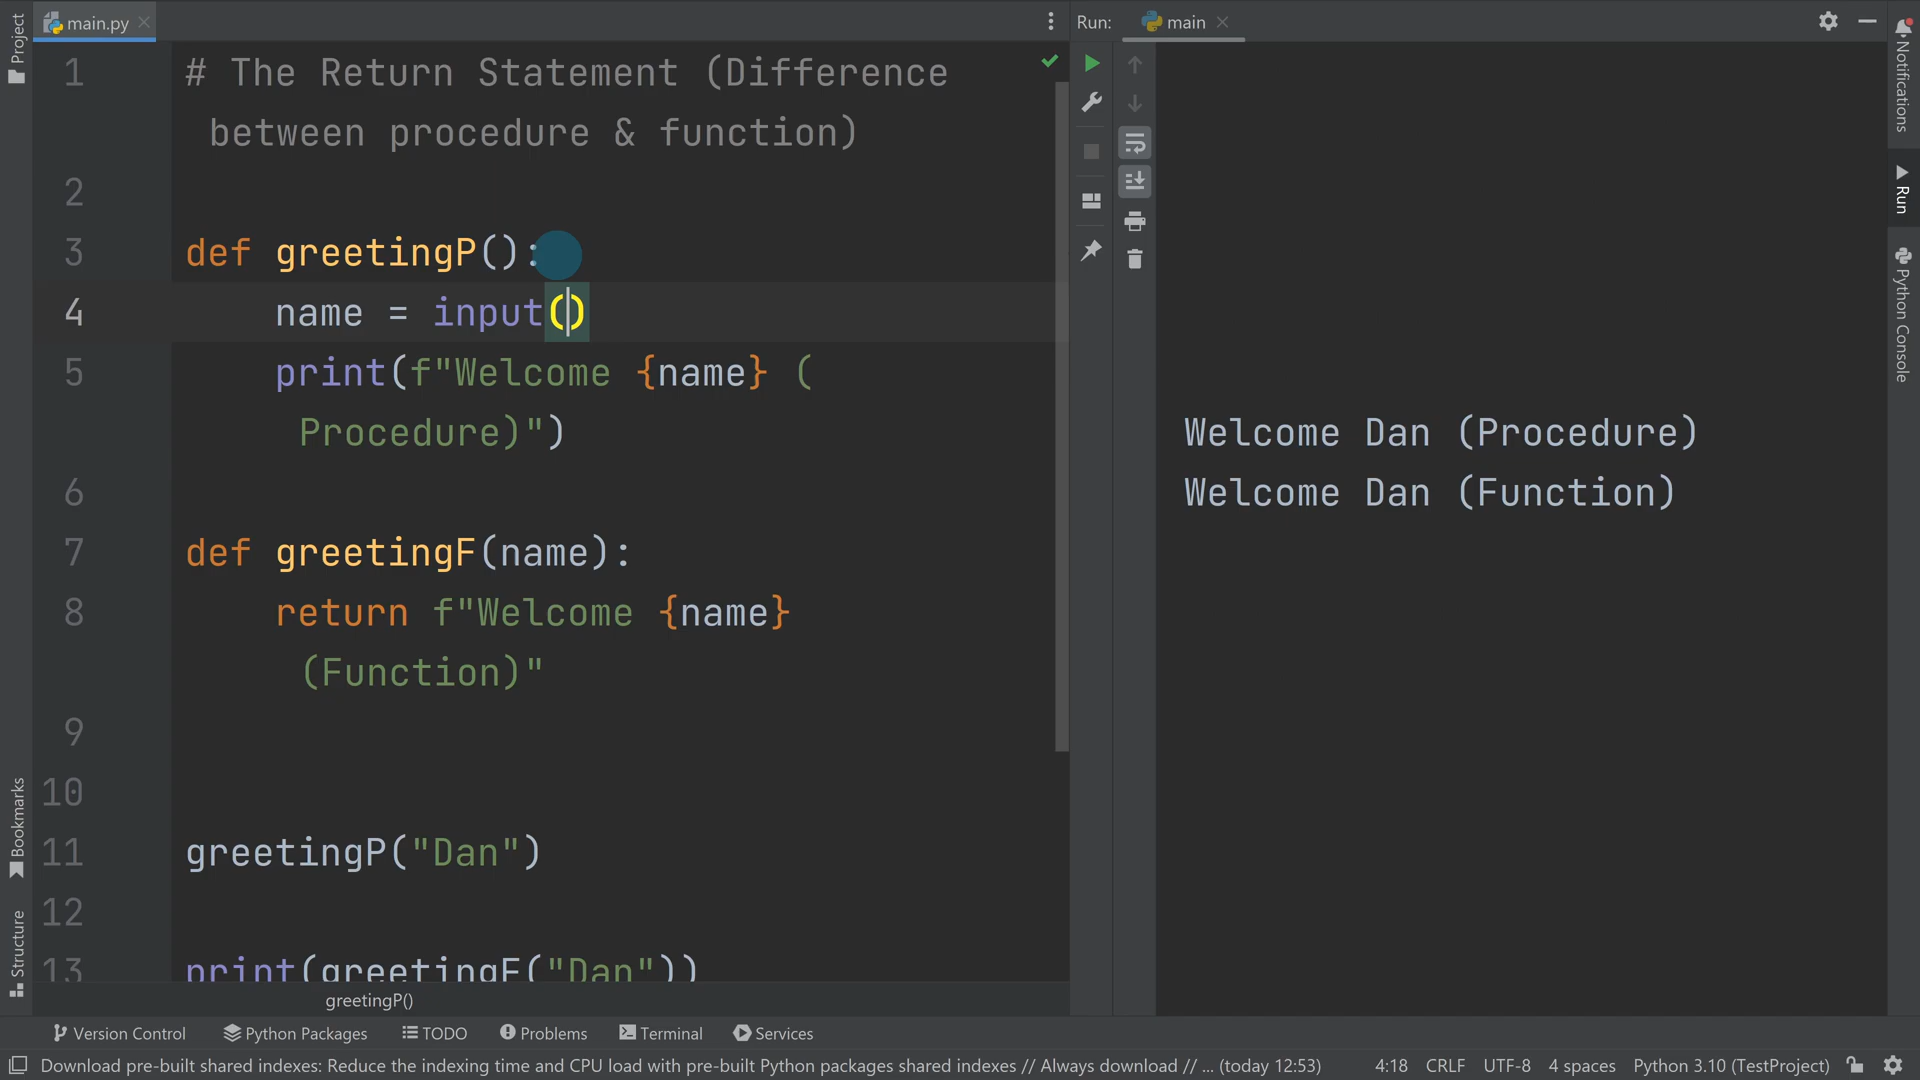 main.py
Run:
main
Project
1 # The Return Statement (Difference
between procedure & function)
2
3 def greetingP():
4 name = input()
5 print(f"Welcome {name} (
Procedure)")
6
7 def greetingF(name):
8 return f"Welcome {name}
(Function)"
9
10
11 greetingP("Dan")
12
13 print(greetingF("Dan"))
greetingP()
Welcome Dan (Procedure)
Welcome Dan (Function)
Notifications
Run
Python Console
Bookmarks
Structure
Version Control
Python Packages
TODO
Problems
Terminal
Services
Download pre-built shared indexes: Reduce the indexing time and CPU load with pre-built Python packages shared indexes // Always download // ... (today 12:53)
4:18
CRLF
UTF-8
4 spaces
Python 3.10 (TestProject)